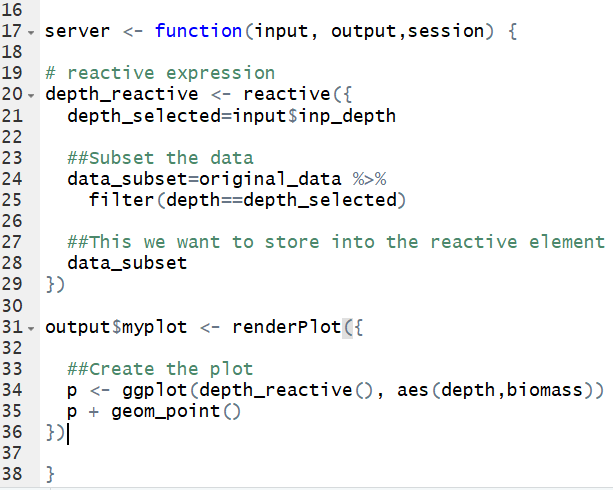 16
17 server <- function(input, output,session) {
18
19 # reactive expression
20 depth_reactive <- reactive({
21   depth_selected=input$inp_depth
22
23   ##Subset the data
24   data_subset=original_data %>%
25     filter(depth==depth_selected)
26
27   ##This we want to store into the reactive element
28   data_subset
29 })
30
31 output$myplot <- renderPlot({
32
33   ##Create the plot
34   p <- ggplot(depth_reactive(), aes(depth,biomass))
35   p + geom_point()
36 })
37
38 }